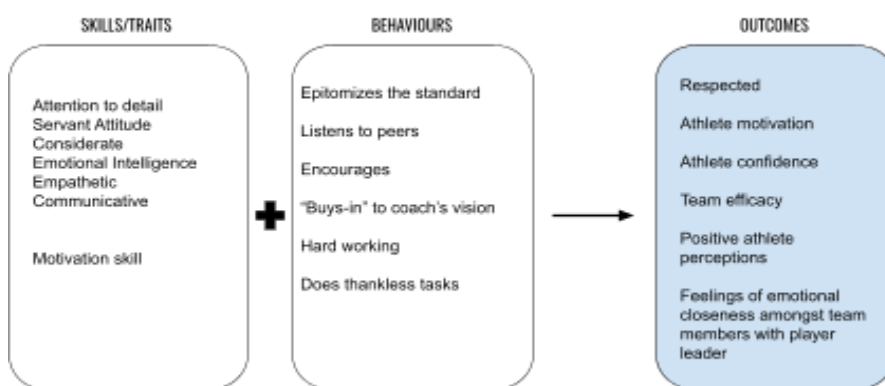 SKILLS/TRAITS
Attention to detail
Servant Attitude
Considerate
Emotional Intelligence
Empathetic
Communicative
Motivation skill
BEHAVIOURS
Epitomizes the standard
Listens to peers
Encourages
"Buys-in" to coach's vision
Hard working
Does thankless tasks
OUTCOMES
Respected
Athlete motivation
Athlete confidence
Team efficacy
Positive athlete
perceptions
Feelings of emotional
closeness amongst team
members with player
leader